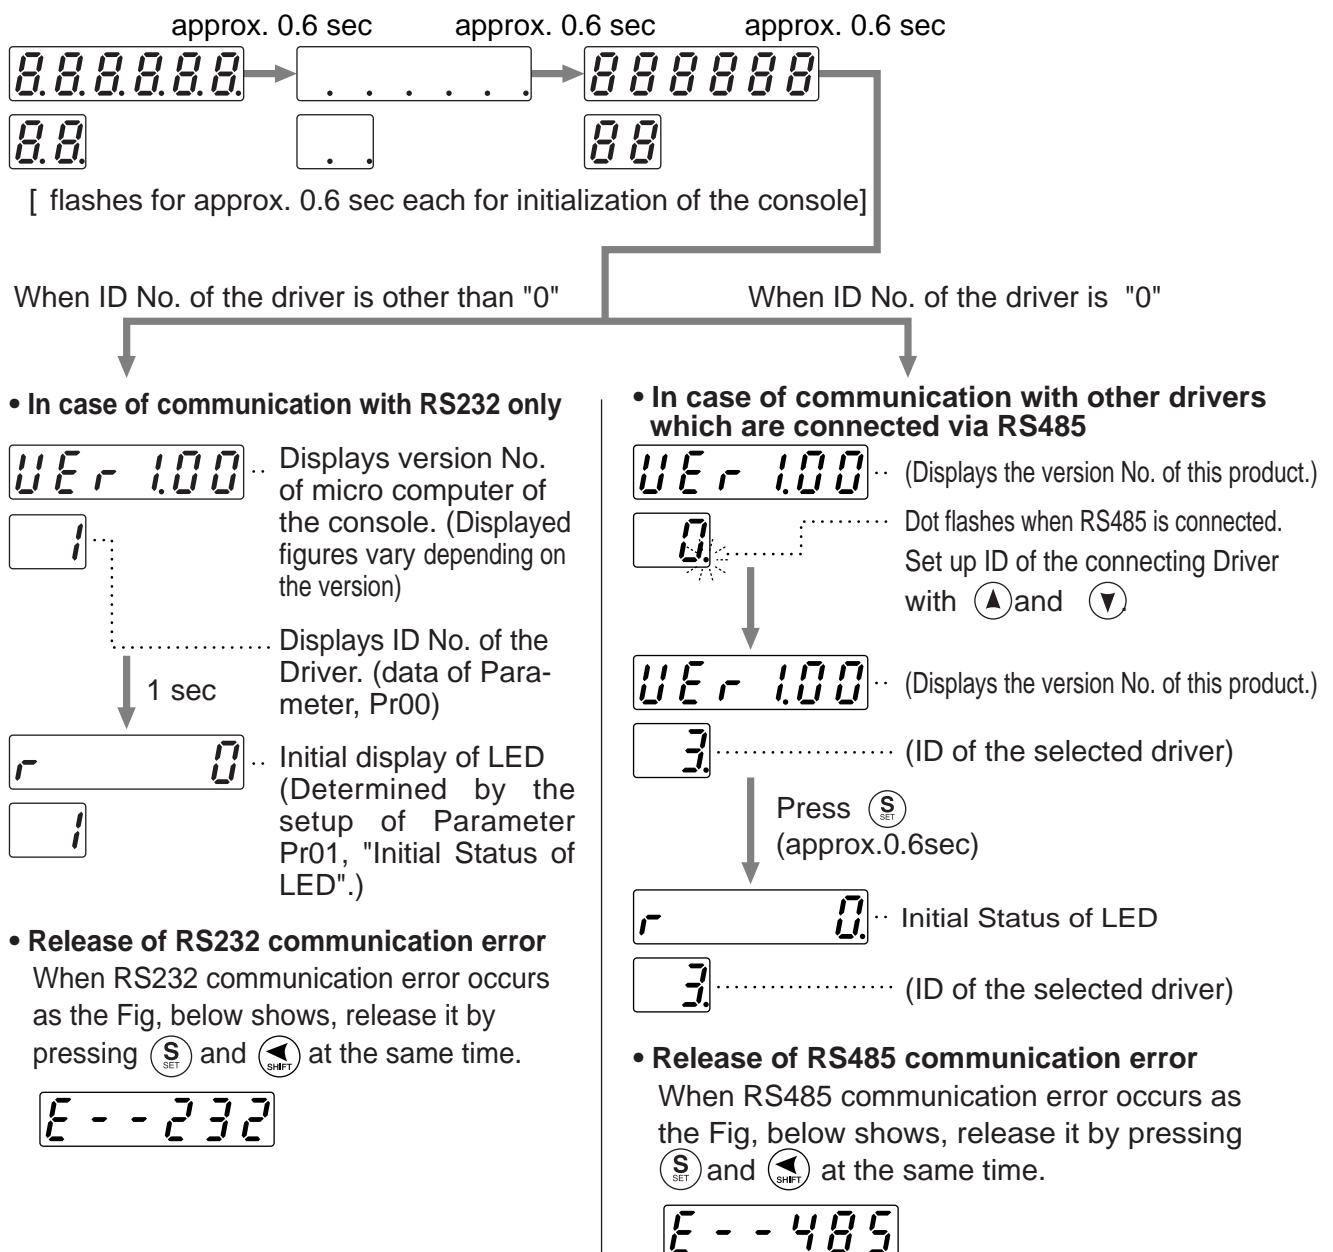 approx. 0.6 sec approx. 0.6 sec approx. 0.6 sec
8.8.8.8.8.8. . . . . . . 888888
8.8. . . 88
[ flashes for approx. 0.6 sec each for initialization of the console]
When ID No. of the driver is other than "0"
When ID No. of the driver is "0"
• In case of communication with RS232 only
UEr 1.00
Displays version No.
of micro computer of
the console. (Displayed
figures vary depending on
the version)
1
Displays ID No. of the
Driver. (data of Para-
meter, Pr00)
1 sec
r 0
Initial display of LED
(Determined by the
setup of Parameter
Pr01, "Initial Status of
LED".)
1
• Release of RS232 communication error
When RS232 communication error occurs
as the Fig, below shows, release it by
pressing S SET and SHIFT at the same time.
E--232
• In case of communication with other drivers
which are connected via RS485
UEr 1.00 (Displays the version No. of this product.)
0. Dot flashes when RS485 is connected.
Set up ID of the connecting Driver
with and .
UEr 1.00 (Displays the version No. of this product.)
3. (ID of the selected driver)
Press S SET
(approx.0.6sec)
r 0. Initial Status of LED
3. (ID of the selected driver)
• Release of RS485 communication error
When RS485 communication error occurs as
the Fig, below shows, release it by pressing
S SET and SHIFT at the same time.
E--485